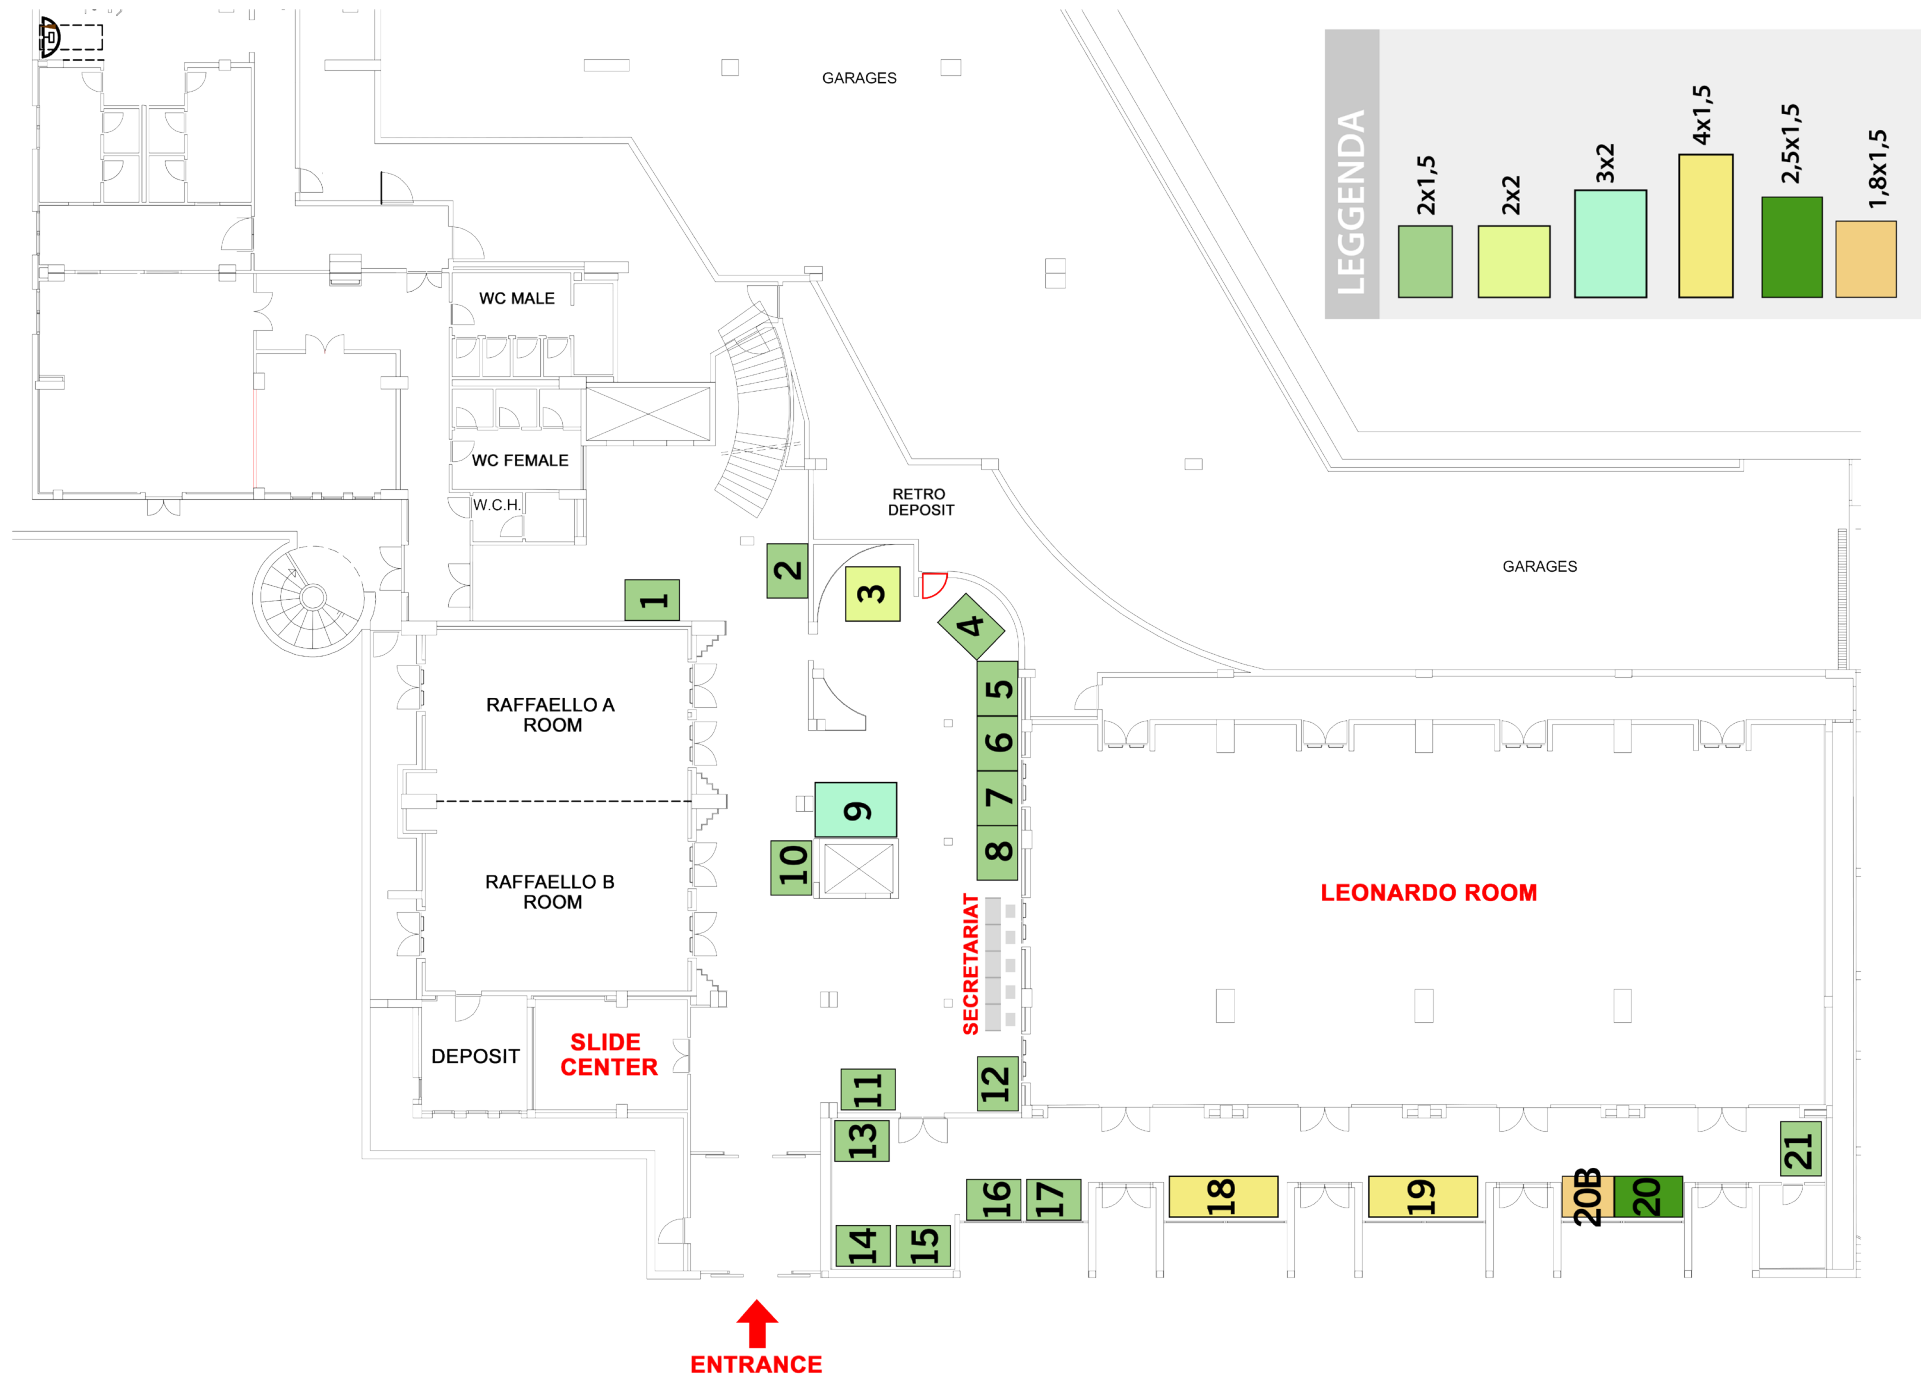 GARAGES
LEGGENDA
2x1,5
2x2
3x2
4x1,5
2,5x1,5
1,8x1,5
WC MALE
WC FEMALE
W.C.H.
RETRO
DEPOSIT
GARAGES
1
2
3
4
5
6
7
8
9
10
RAFFAELLO A
ROOM
RAFFAELLO B
ROOM
LEONARDO ROOM
SECRETARIAT
SLIDE
CENTER
DEPOSIT
11
12
13
14
15
16
17
18
19
20B
20
21
ENTRANCE